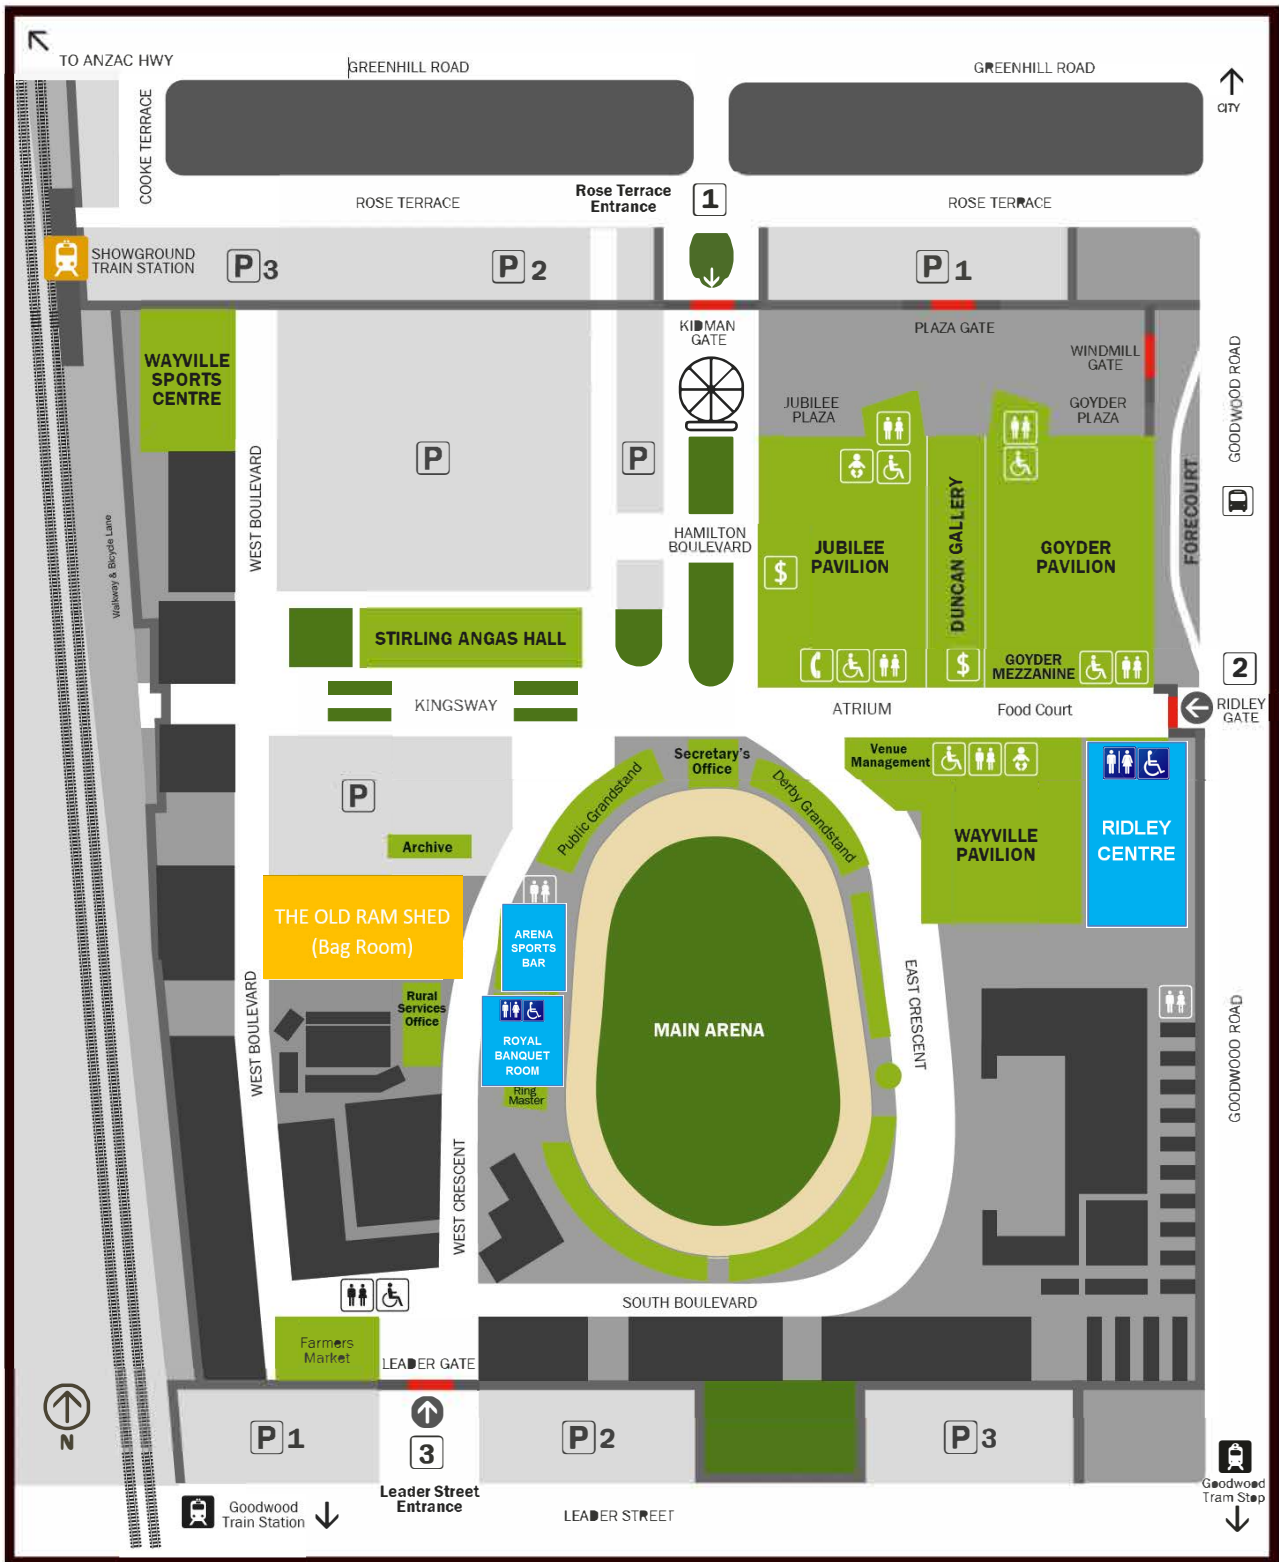 TO ANZAC HWY
GREENHILL ROAD
GREENHILL ROAD
CITY
COOKE TERRACE
ROSE TERRACE
Rose Terrace
Entrance
1
ROSE TERRACE
SHOWGROUND
TRAIN STATION
P 3
P 2
P 1
KIDMAN
GATE
PLAZA GATE
WINDMILL
GATE
GOODWOOD ROAD
WAYVILLE
SPORTS
CENTRE
JUBILEE
PLAZA
GOYDER
PLAZA
WEST BOULEVARD
P
P
FORECOURT
Walkway & Bicycle Lane
HAMILTON
BOULEVARD
JUBILEE
PAVILION
DUNCAN GALLERY
GOYDER
PAVILION
$
STIRLING ANGAS HALL
$
GOYDER
MEZZANINE
2
RIDLEY
GATE
KINGSWAY
ATRIUM
Food Court
Secretary's
Office
Venue
Management
Public Grandstand
Derby Grandstand
P
Archive
WAYVILLE
PAVILION
RIDLEY
CENTRE
THE OLD RAM SHED
(Bag Room)
ARENA
SPORTS
BAR
EAST CRESCENT
WEST BOULEVARD
Rural
Services
Office
MAIN ARENA
ROYAL
BANQUET
ROOM
Ring
Master
GOODWOOD ROAD
WEST CRESCENT
SOUTH BOULEVARD
Farmers
Market
LEADER GATE
N
P 1
3
P 2
P 3
Leader Street
Entrance
Goodwood
Train Station
LEADER STREET
Goodwood
Tram Stop